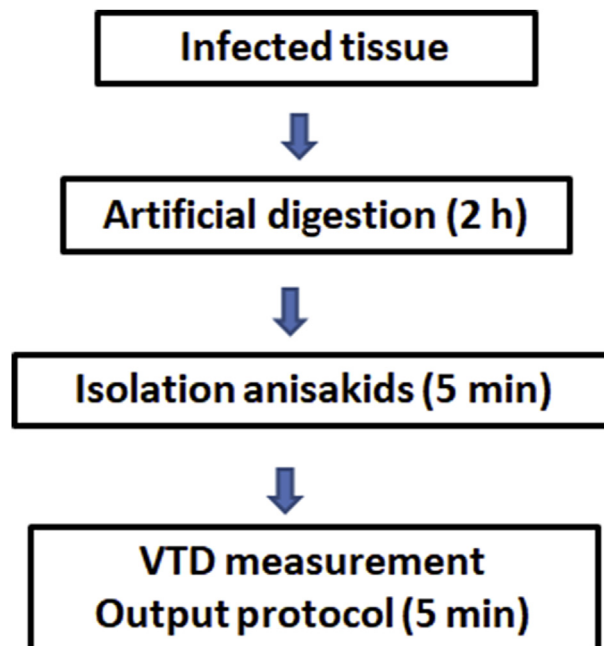 Infected tissue
Artificial digestion (2 h)
Isolation anisakids (5 min)
VTD measurement
Output protocol (5 min)